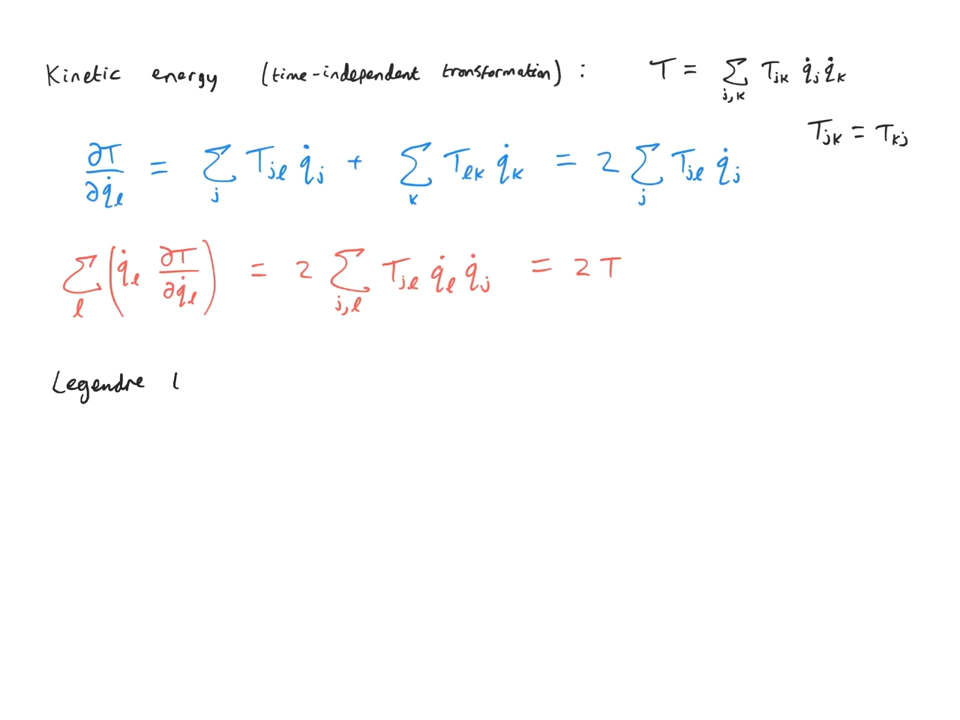 Kinetic energy (time-independent transformation) : T = ∑_{j,k} T_{jk} q̇_j q̇_k
T_{jk} = T_{kj}
∂T/∂q̇_ℓ = ∑_j T_{jℓ} q̇_j + ∑_k T_{ℓk} q̇_k = 2 ∑_j T_{jℓ} q̇_j
∑_ℓ (q̇_ℓ ∂T/∂q̇_ℓ) = 2 ∑_{j,ℓ} T_{jℓ} q̇_ℓ q̇_j = 2T
Legendre